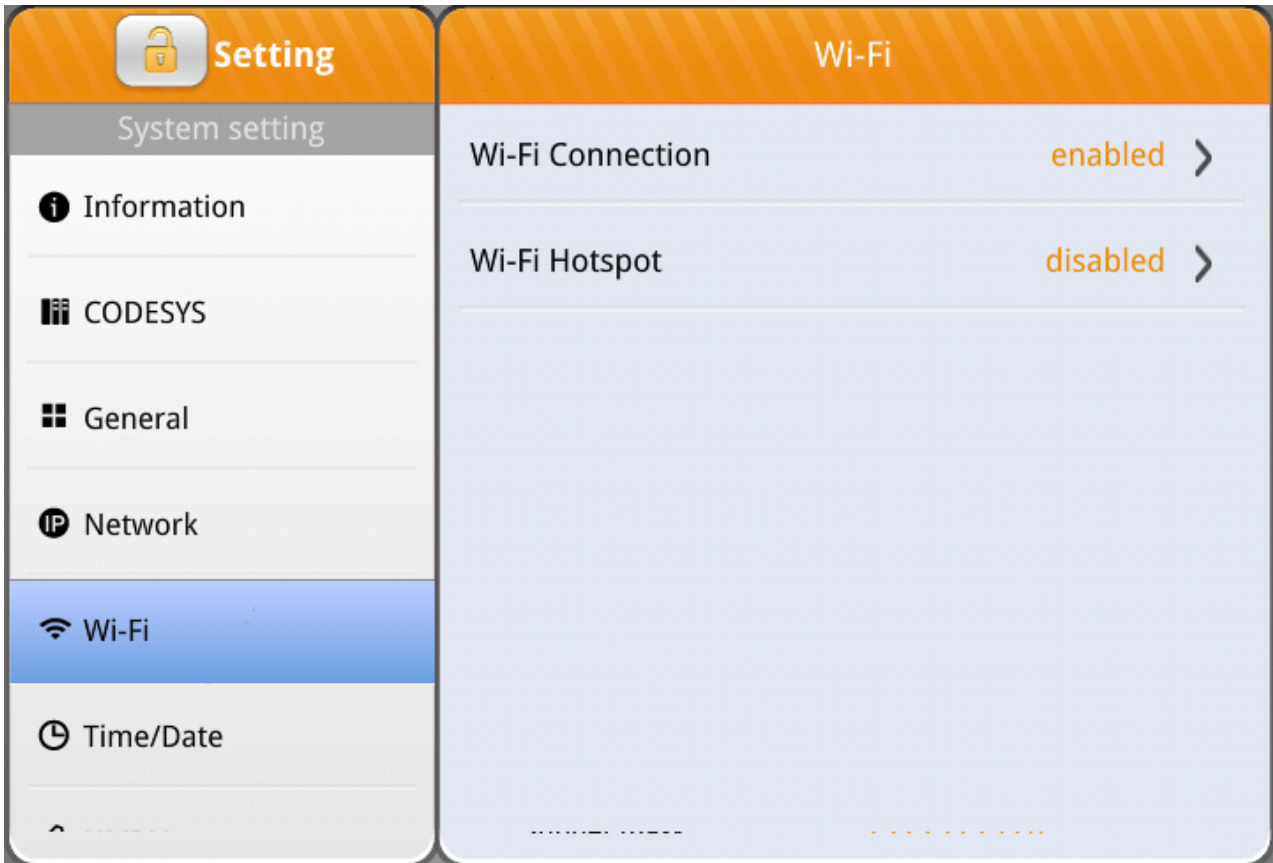 Setting
System setting
Information
CODESYS
General
IP Network
Wi-Fi
Time/Date
Wi-Fi
Wi-Fi Connection enabled
Wi-Fi Hotspot disabled